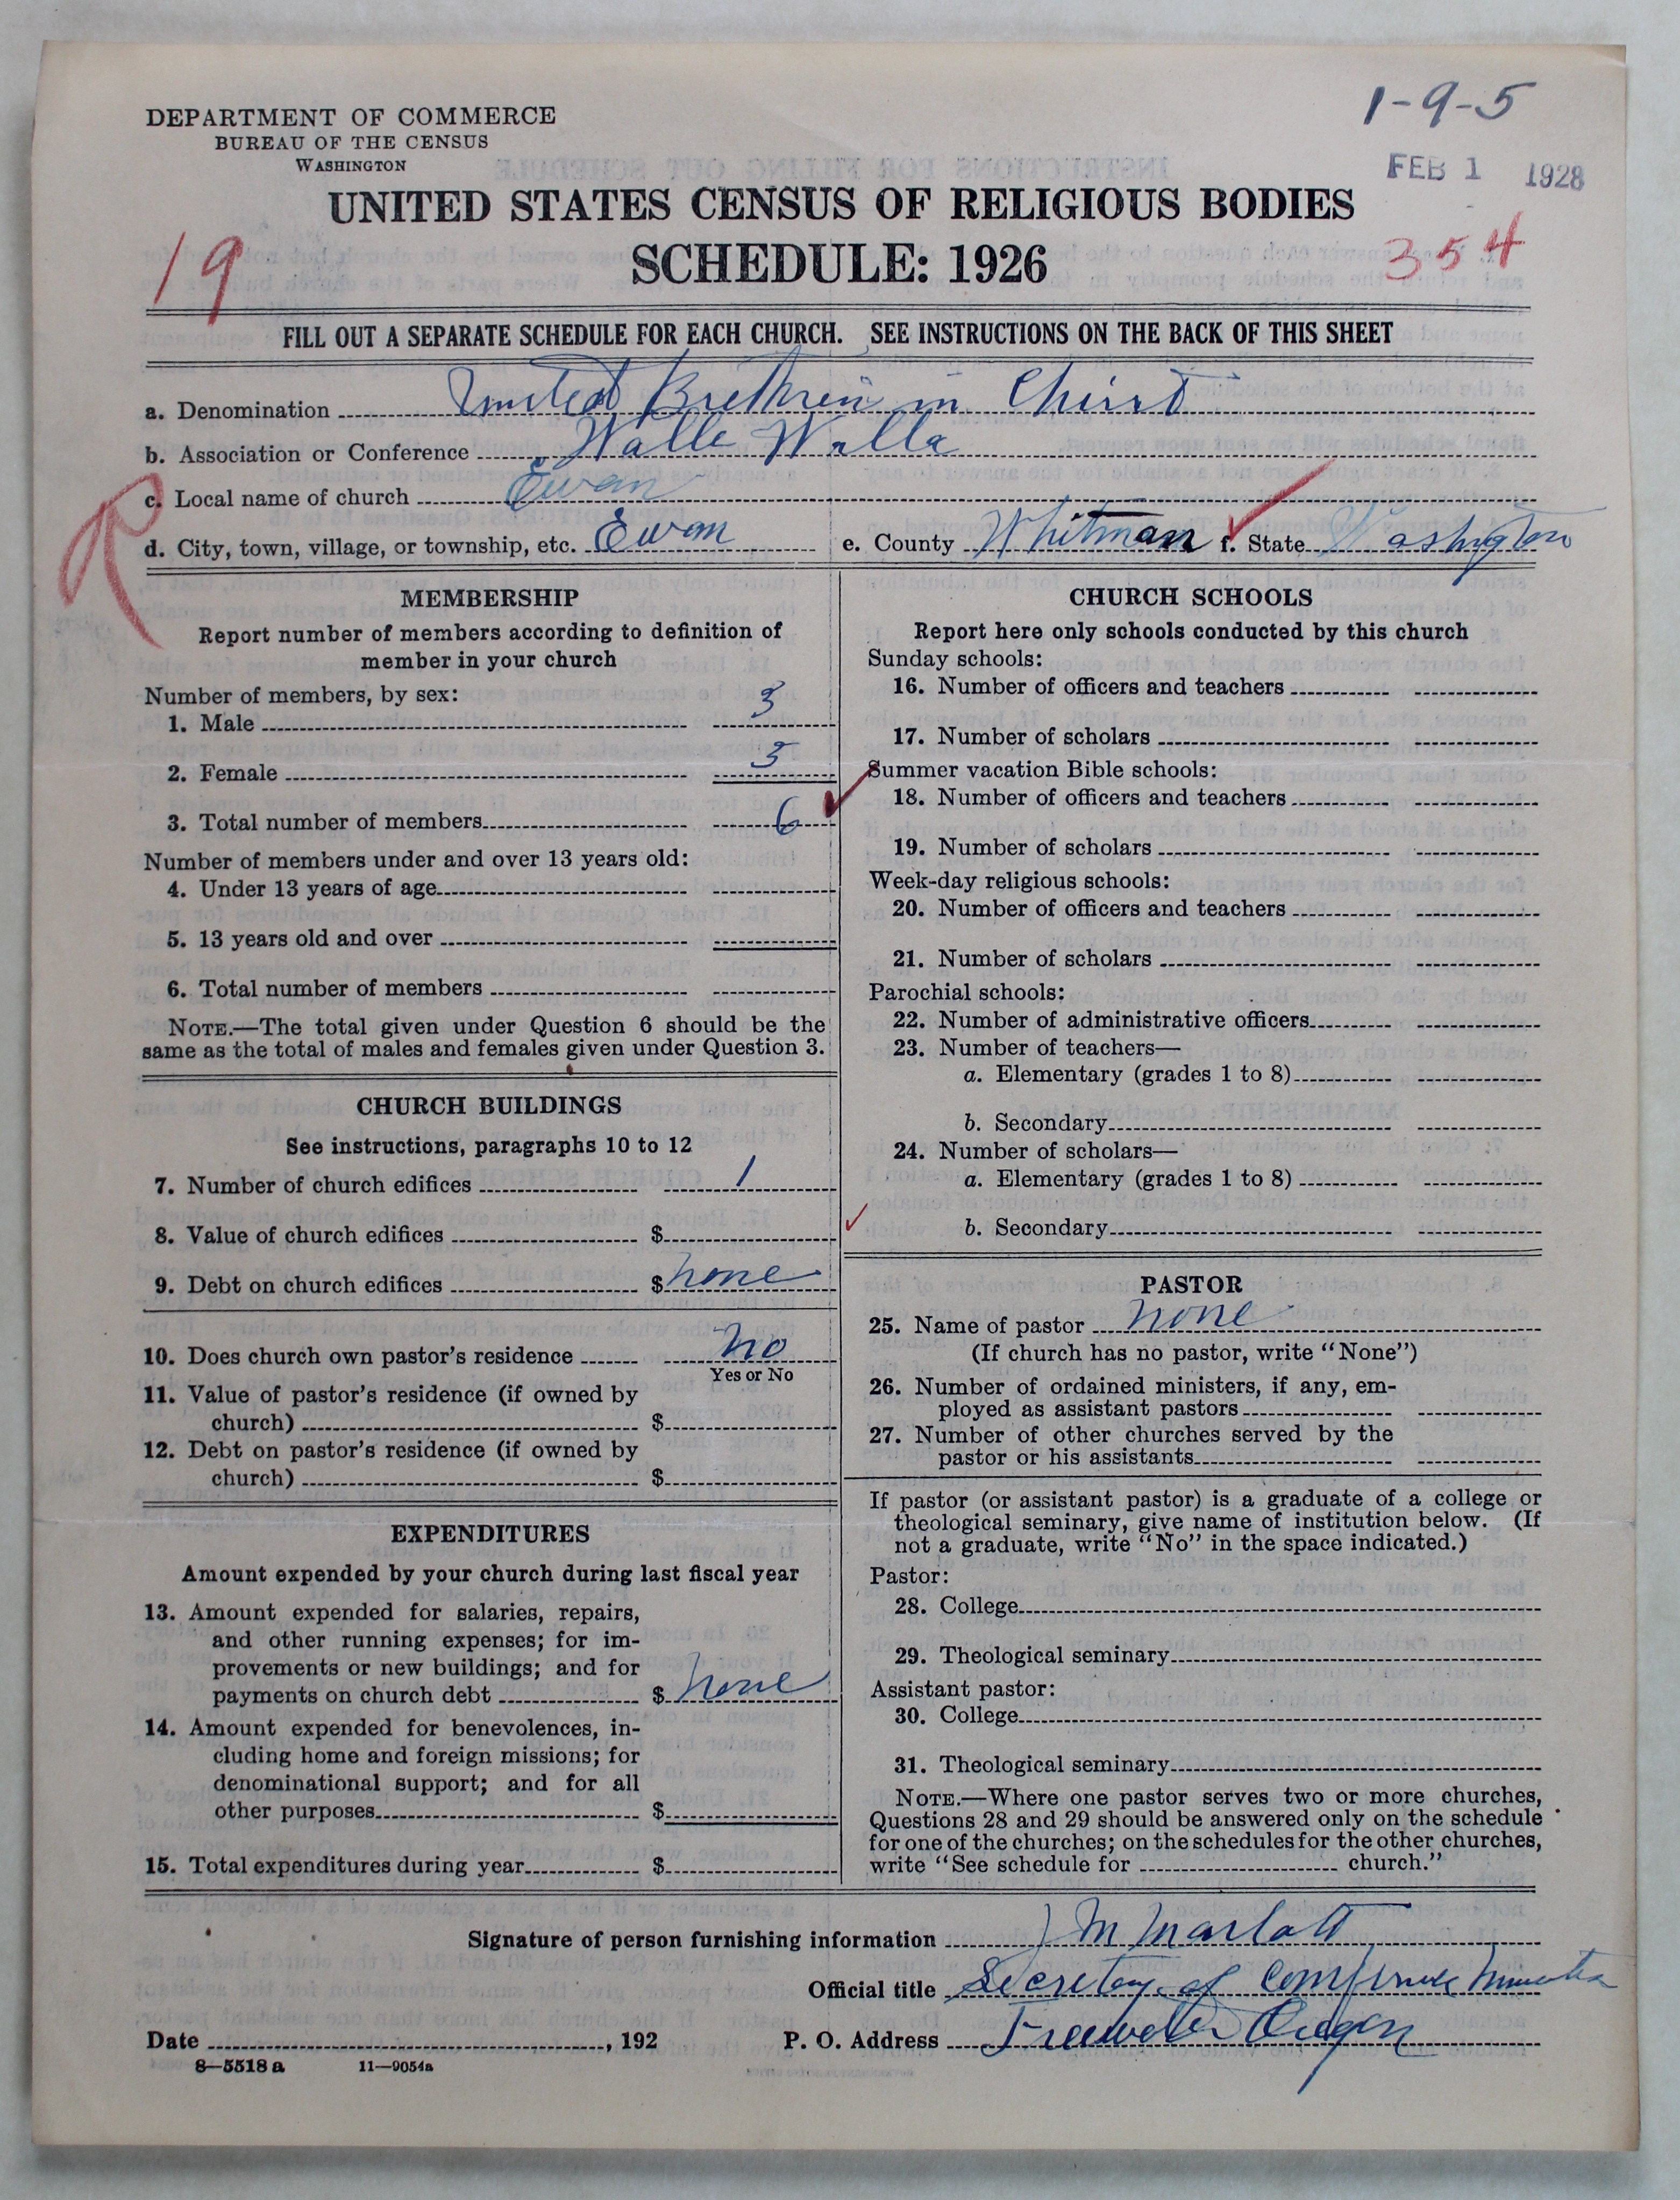 1-9-5
DEPARTMENT OF COMMERCE
BUREAU OF THE CENSUS
WASHINGTON
FEB 1 1928
UNITED STATES CENSUS OF RELIGIOUS BODIES
SCHEDULE: 1926
19
354
FILL OUT A SEPARATE SCHEDULE FOR EACH CHURCH. SEE INSTRUCTIONS ON THE BACK OF THIS SHEET
a. Denomination United Brethren in Christ
b. Association or Conference Walla Walla
c. Local name of church Ewan
R
d. City, town, village, or township, etc. Ewan e. County Whitman f. State Washington
MEMBERSHIP
Report number of members according to definition of
member in your church
Number of members, by sex:
1. Male 3
2. Female 3
3. Total number of members 6
Number of members under and over 13 years old:
4. Under 13 years of age
5. 13 years old and over
6. Total number of members
NOTE.—The total given under Question 6 should be the
same as the total of males and females given under Question 3.
CHURCH BUILDINGS
See instructions, paragraphs 10 to 12
7. Number of church edifices 1
8. Value of church edifices $
9. Debt on church edifices $ none
10. Does church own pastor's residence No
Yes or No
11. Value of pastor's residence (if owned by
church) $
12. Debt on pastor's residence (if owned by
church) $
EXPENDITURES
Amount expended by your church during last fiscal year
13. Amount expended for salaries, repairs,
and other running expenses; for im-
provements or new buildings; and for
payments on church debt $ none
14. Amount expended for benevolences, in-
cluding home and foreign missions; for
denominational support; and for all
other purposes $
15. Total expenditures during year $
CHURCH SCHOOLS
Report here only schools conducted by this church
Sunday schools:
16. Number of officers and teachers
17. Number of scholars
Summer vacation Bible schools:
18. Number of officers and teachers
19. Number of scholars
Week-day religious schools:
20. Number of officers and teachers
21. Number of scholars
Parochial schools:
22. Number of administrative officers
23. Number of teachers—
a. Elementary (grades 1 to 8)
b. Secondary
24. Number of scholars—
a. Elementary (grades 1 to 8)
b. Secondary
PASTOR
25. Name of pastor none
(If church has no pastor, write "None")
26. Number of ordained ministers, if any, em-
ployed as assistant pastors
27. Number of other churches served by the
pastor or his assistants
If pastor (or assistant pastor) is a graduate of a college or
theological seminary, give name of institution below. (If
not a graduate, write "No" in the space indicated.)
Pastor:
28. College
29. Theological seminary
Assistant pastor:
30. College
31. Theological seminary
NOTE.—Where one pastor serves two or more churches,
Questions 28 and 29 should be answered only on the schedule
for one of the churches; on the schedules for the other churches,
write "See schedule for church."
Signature of person furnishing information J M Marlatt
Official title Secretary of Conference
Date , 192 P. O. Address Freewater Oregon
8—5518 a 11—9054a